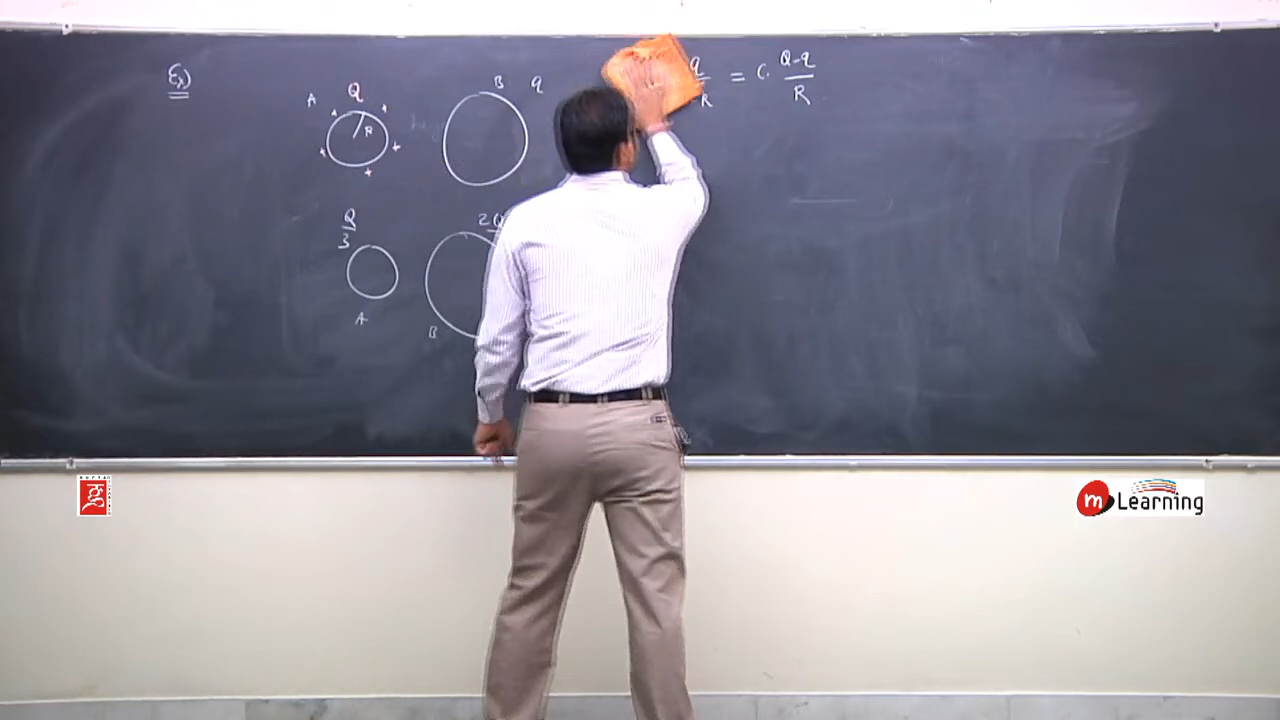 Ex)
A Q B q
R
q/R = C. Q-q/R
Q/3
2Q
A
B
m Learning